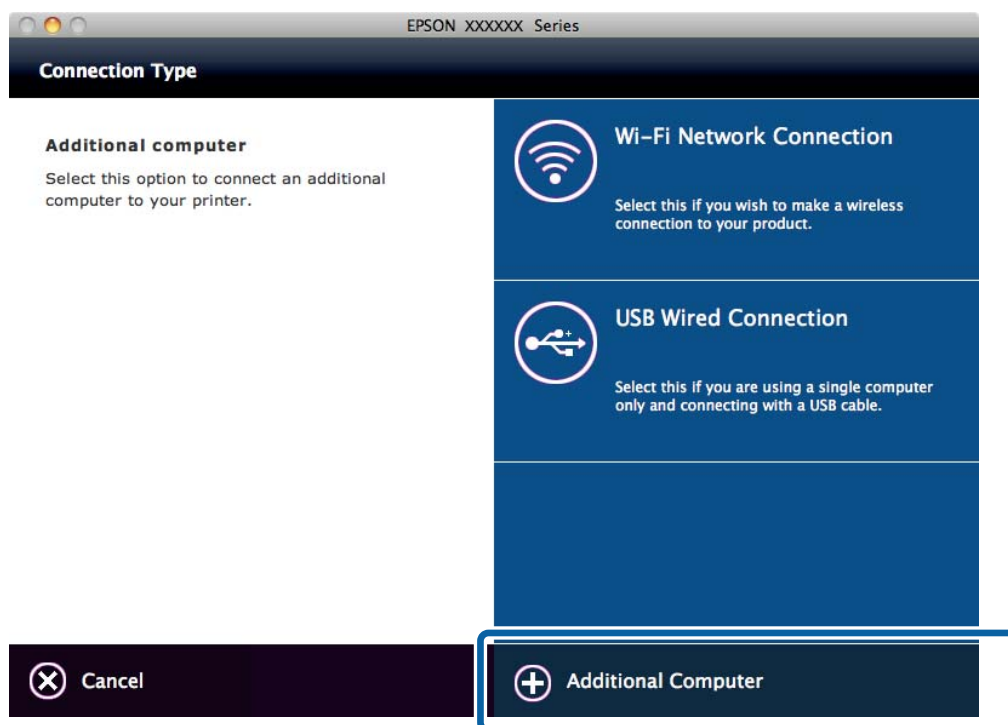 EPSON XXXXXX Series
Connection Type
Additional computer
Select this option to connect an additional
computer to your printer.
Wi-Fi Network Connection
Select this if you wish to make a wireless
connection to your product.
USB Wired Connection
Select this if you are using a single computer
only and connecting with a USB cable.
Cancel
Additional Computer